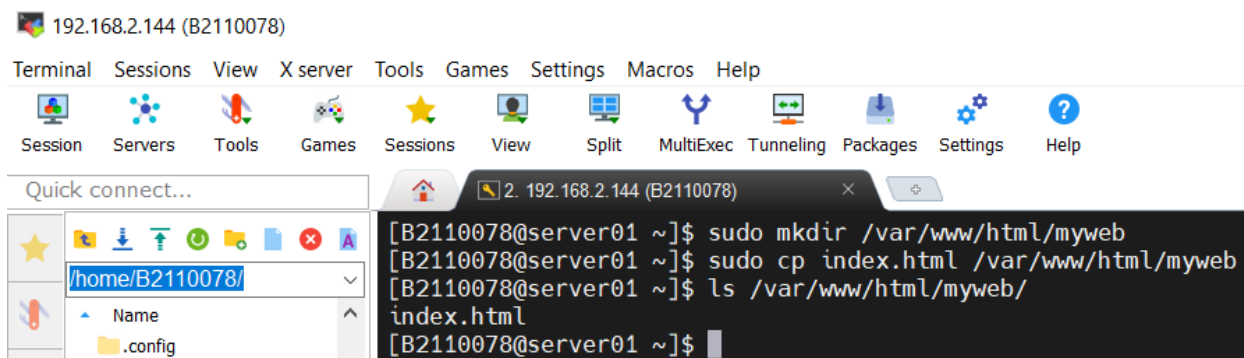 192.168.2.144 (B2110078)
Terminal Sessions View X server Tools Games Settings Macros Help
Session Servers Tools Games Sessions View Split MultiExec Tunneling Packages Settings Help
Quick connect...
2. 192.168.2.144 (B2110078)
/home/B2110078/
Name
.config
[B2110078@server01 ~]$ sudo mkdir /var/www/html/myweb
[B2110078@server01 ~]$ sudo cp index.html /var/www/html/myweb
[B2110078@server01 ~]$ ls /var/www/html/myweb/
index.html
[B2110078@server01 ~]$